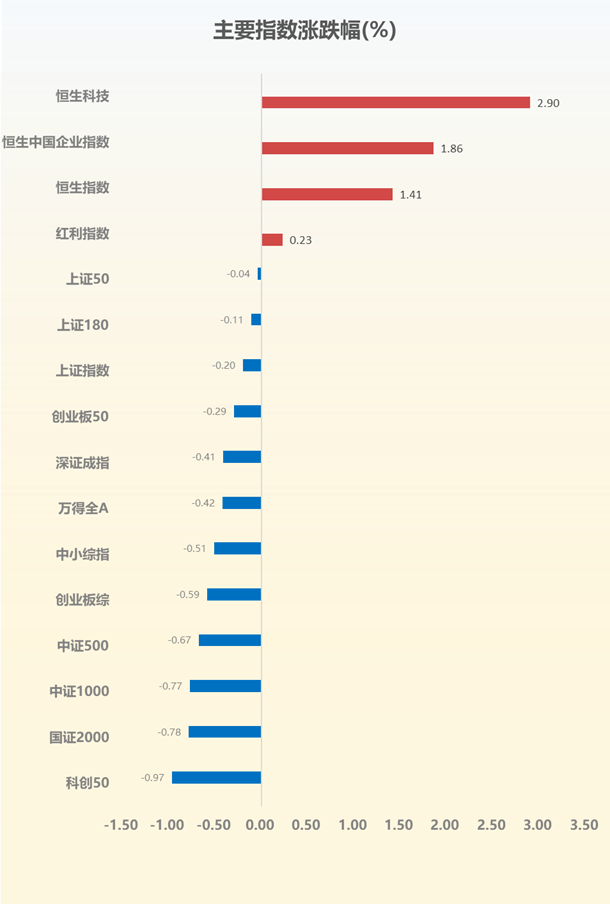 主要指数涨跌幅(%)
恒生科技 2.90
恒生中国企业指数 1.86
恒生指数 1.41
红利指数 0.23
上证50 -0.04
上证180 -0.11
上证指数 -0.20
创业板50 -0.29
深证成指 -0.41
万得全A -0.42
中小综指 -0.51
创业板综 -0.59
中证500 -0.67
中证1000 -0.77
国证2000 -0.78
科创50 -0.97
-1.50 -1.00 -0.50 0.00 0.50 1.00 1.50 2.00 2.50 3.00 3.50